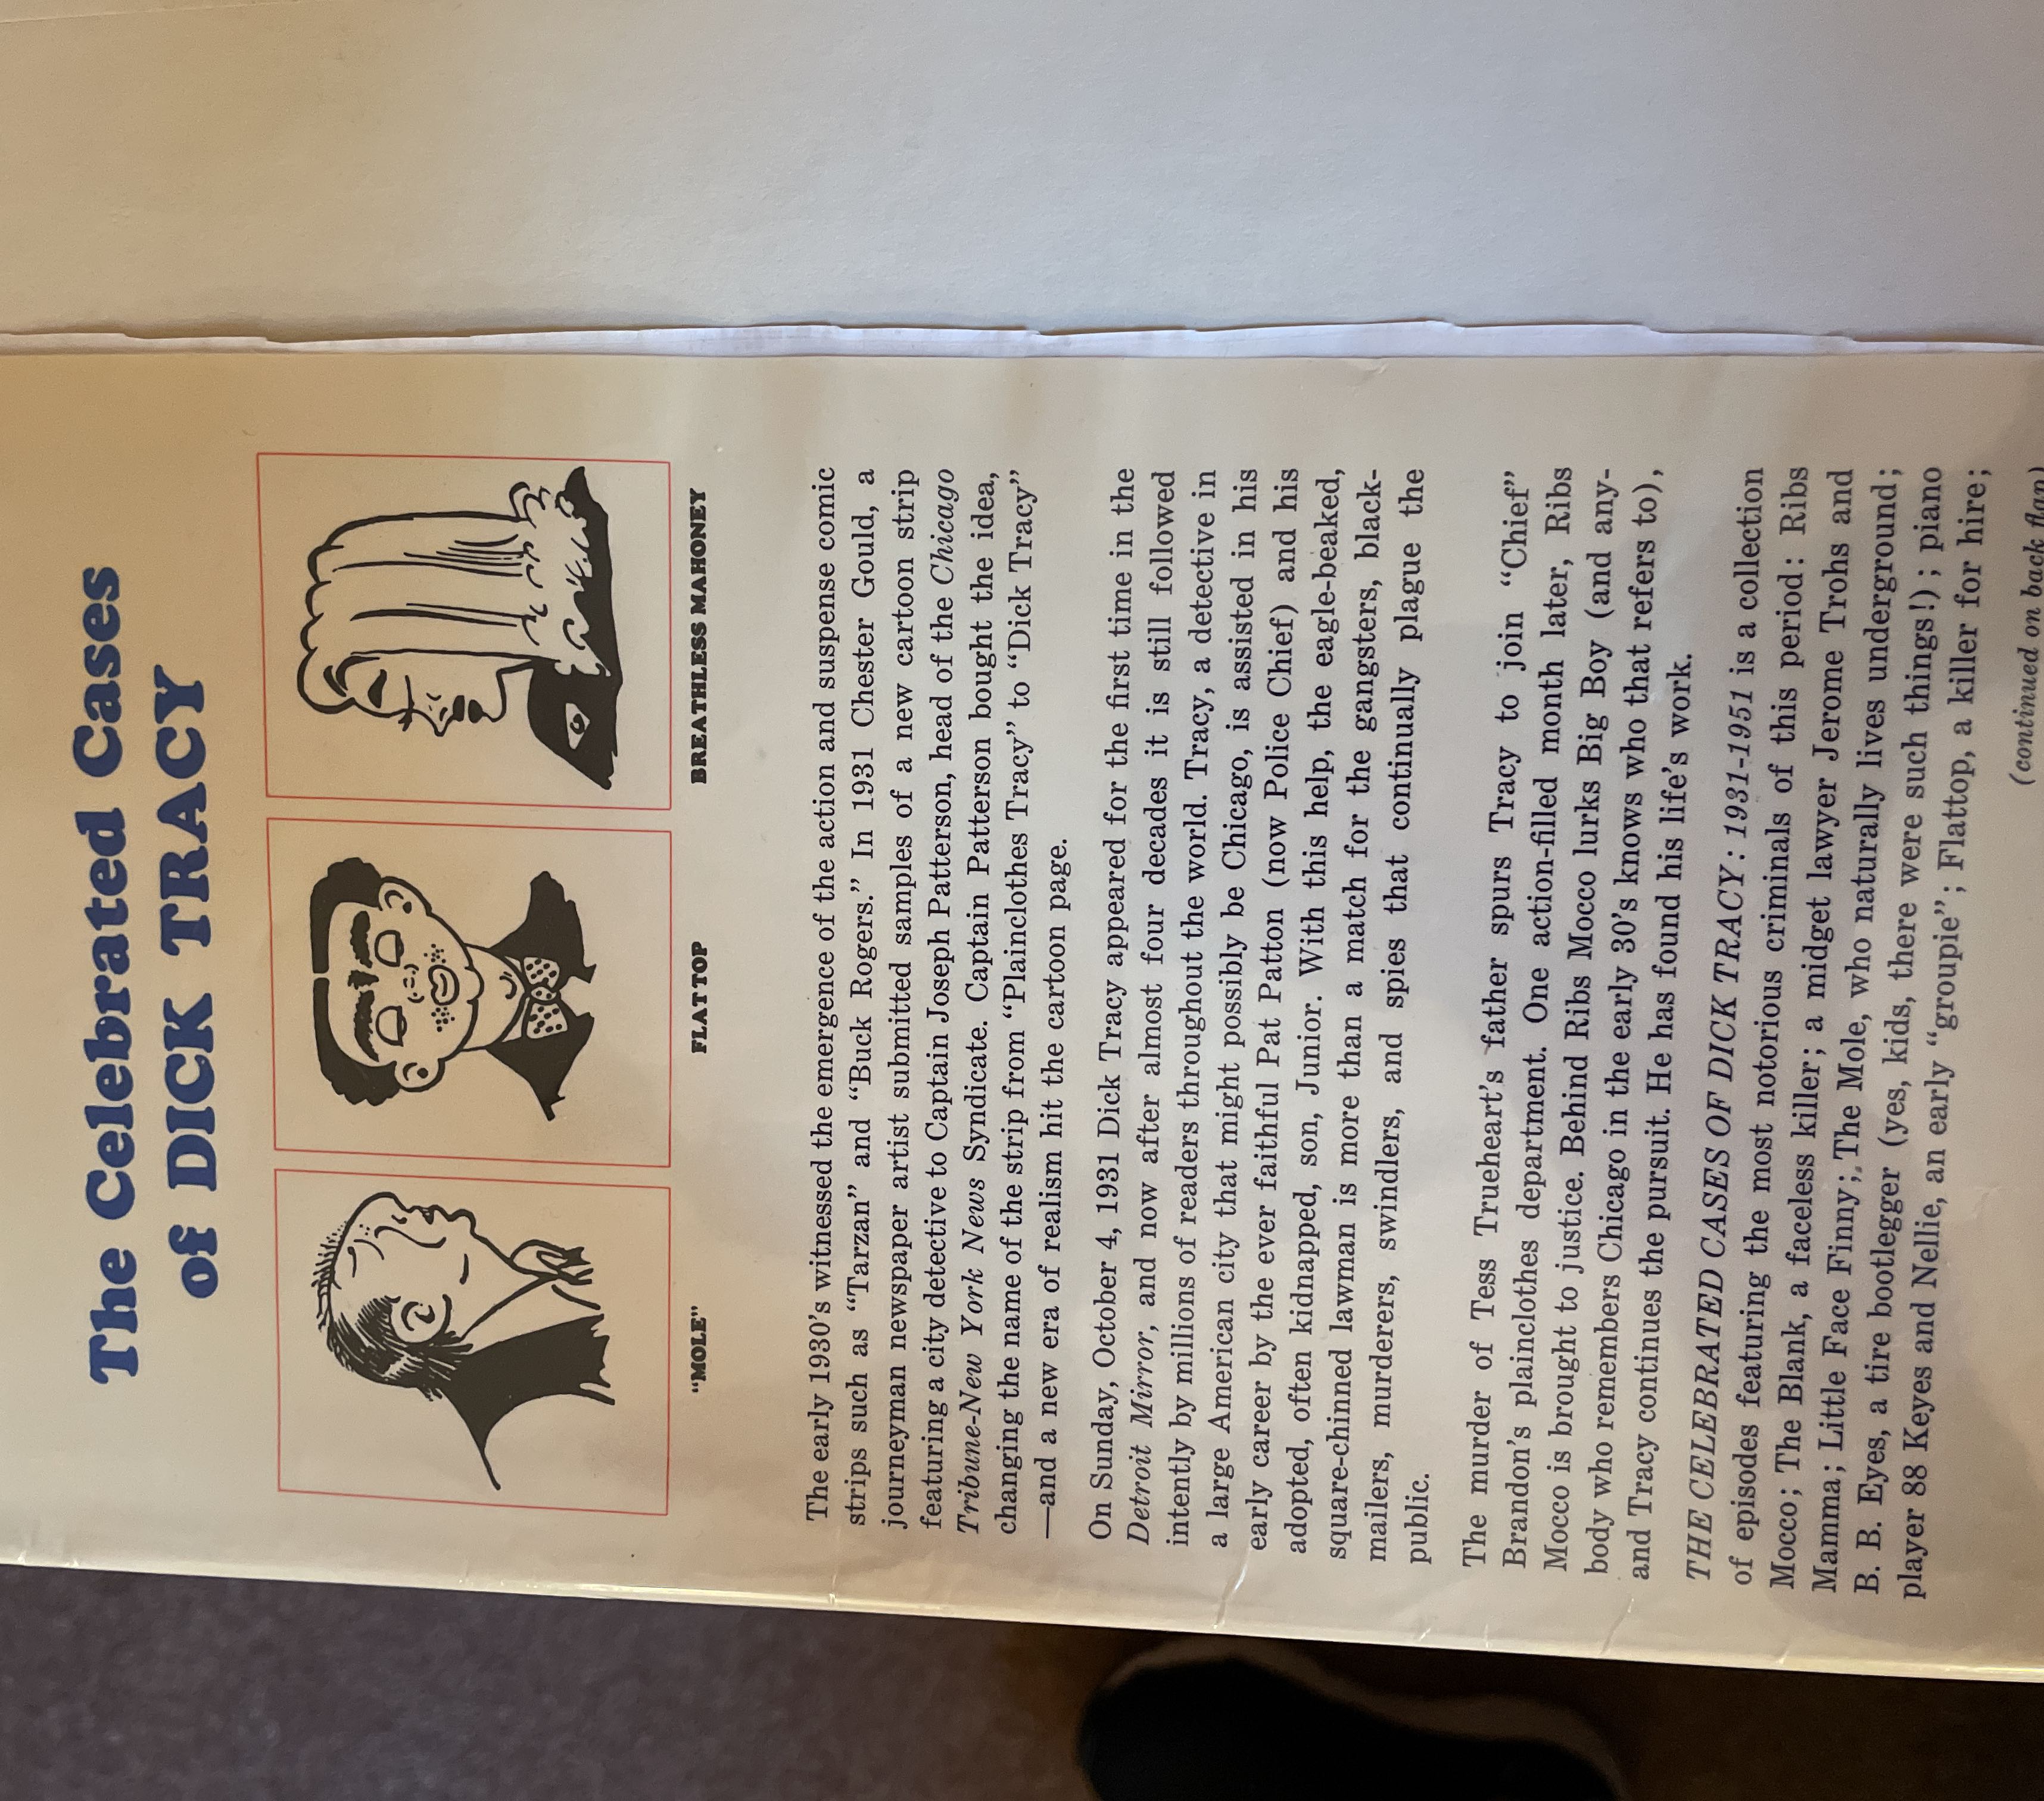 The Celebrated Cases
of DICK TRACY
"MOLE"
FLATTOP
BREATHLESS MAHONEY
The early 1930's witnessed the emergence of the action and suspense comic
strips such as "Tarzan" and "Buck Rogers." In 1931 Chester Gould, a
journeyman newspaper artist submitted samples of a new cartoon strip
featuring a city detective to Captain Joseph Patterson, head of the Chicago
Tribune-New York News Syndicate. Captain Patterson bought the idea,
changing the name of the strip from "Plainclothes Tracy" to "Dick Tracy"
—and a new era of realism hit the cartoon page.
On Sunday, October 4, 1931 Dick Tracy appeared for the first time in the
Detroit Mirror, and now after almost four decades it is still followed
intently by millions of readers throughout the world. Tracy, a detective in
a large American city that might possibly be Chicago, is assisted in his
early career by the ever faithful Pat Patton (now Police Chief) and his
adopted, often kidnapped, son, Junior. With this help, the eagle-beaked,
square-chinned lawman is more than a match for the gangsters, black-
mailers, murderers, swindlers, and spies that continually plague the
public.
The murder of Tess Trueheart's father spurs Tracy to join "Chief"
Brandon's plainclothes department. One action-filled month later, Ribs
Mocco is brought to justice. Behind Ribs Mocco lurks Big Boy (and any-
body who remembers Chicago in the early 30's knows who that refers to),
and Tracy continues the pursuit. He has found his life's work.
THE CELEBRATED CASES OF DICK TRACY: 1931-1951 is a collection
of episodes featuring the most notorious criminals of this period: Ribs
Mocco; The Blank, a faceless killer; a midget lawyer Jerome Trohs and
Mamma; Little Face Finny; The Mole, who naturally lives underground;
B. B. Eyes, a tire bootlegger (yes, kids, there were such things!); piano
player 88 Keyes and Nellie, an early "groupie"; Flattop, a killer for hire;
(continued on back flap)